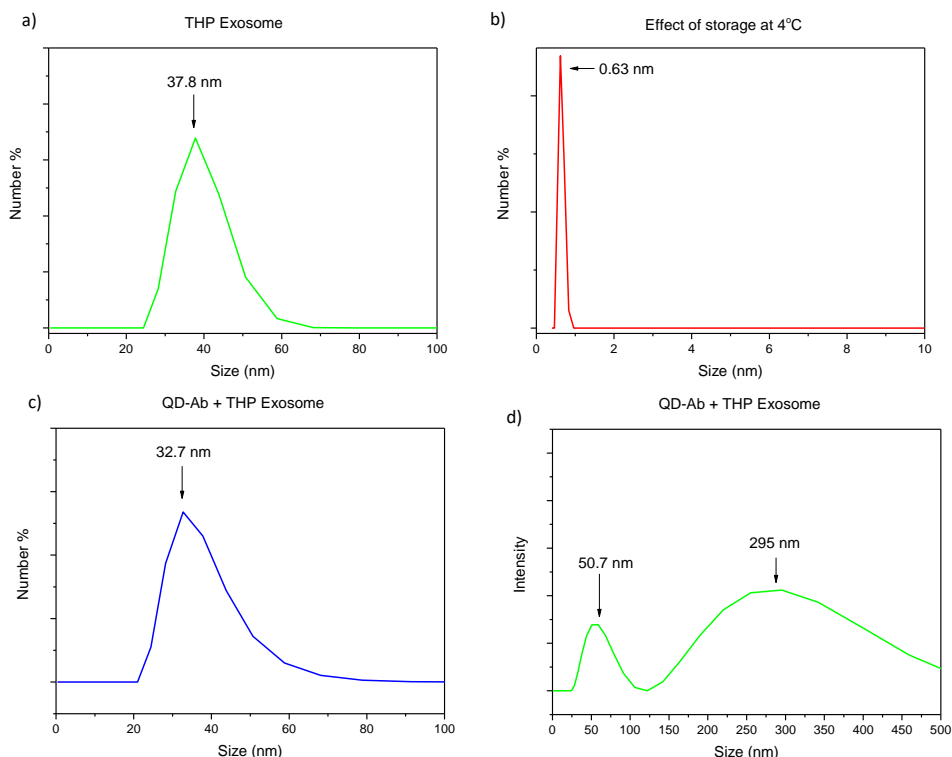 a)
THP Exosome
37.8 nm
Number %
0 20 40 60 80 100
Size (nm)
b)
Effect of storage at 4°C
0.63 nm
Number %
0 2 4 6 8 10
Size (nm)
c)
QD-Ab + THP Exosome
32.7 nm
Number %
0 20 40 60 80 100
Size (nm)
QD-Ab + THP Exosome
d)
50.7 nm
295 nm
Intensity
0 50 100 150 200 250 300 350 400 450 500
Size (nm)